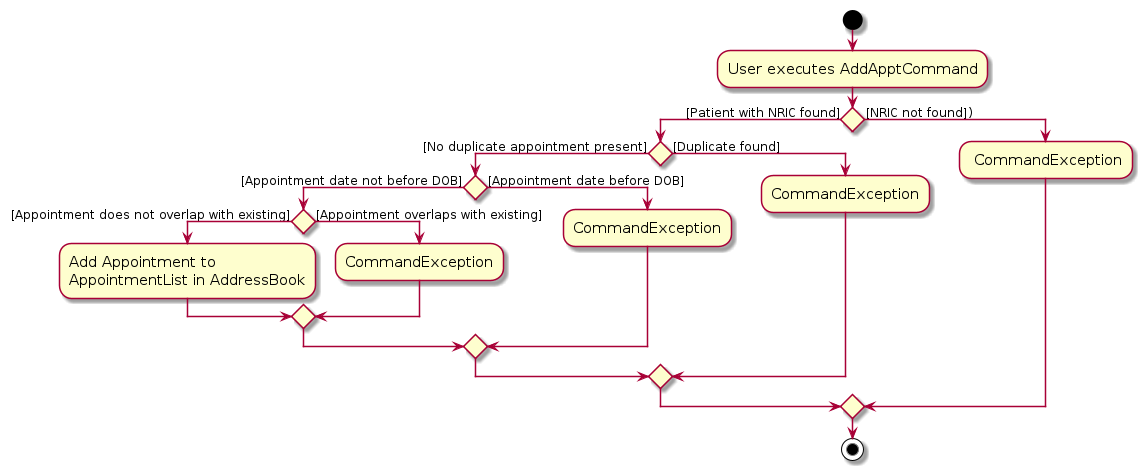 User executes AddApptCommand
[Patient with NRIC found]
[NRIC not found])
CommandException
[No duplicate appointment present]
[Duplicate found]
CommandException
[Appointment date not before DOB]
[Appointment date before DOB]
CommandException
[Appointment does not overlap with existing]
[Appointment overlaps with existing]
Add Appointment to
AppointmentList in AddressBook
CommandException